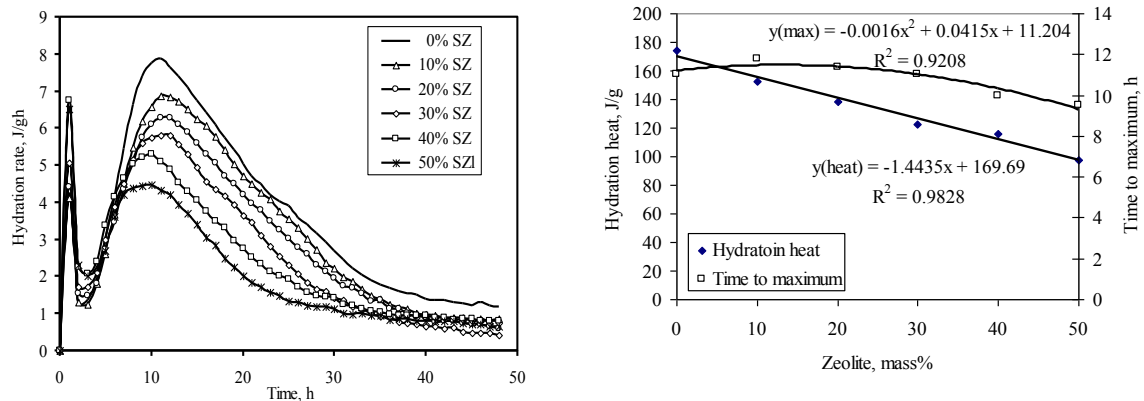 9
8
7
6
5
4
3
2
1
0
Hydration rate, J/gh
0 10 20 30 40 50
Time, h
0% SZ
10% SZ
20% SZ
30% SZ
40% SZ
50% SZl
200
180
160
140
120
100
80
60
40
20
0
Hydration heat, J/g
y(max) = -0.0016x² + 0.0415x + 11.204
R² = 0.9208
y(heat) = -1.4435x + 169.69
R² = 0.9828
Hydratoin heat
Time to maximum
0 10 20 30 40 50
Zeolite, mass%
14
12
10
8
6
4
2
0
Time to maximum, h